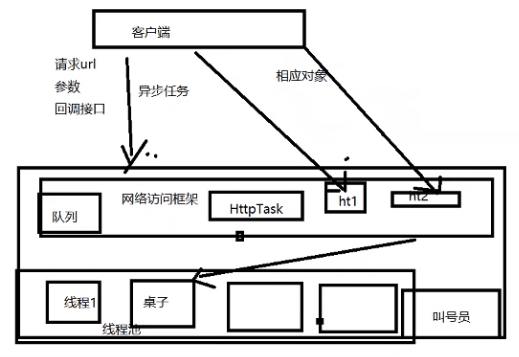 客户端
请求url
参数
回调接口
异步任务
相应对象
网络访问框架
队列
HttpTask
ht1
ht2
线程1
桌子
线程池
叫号员